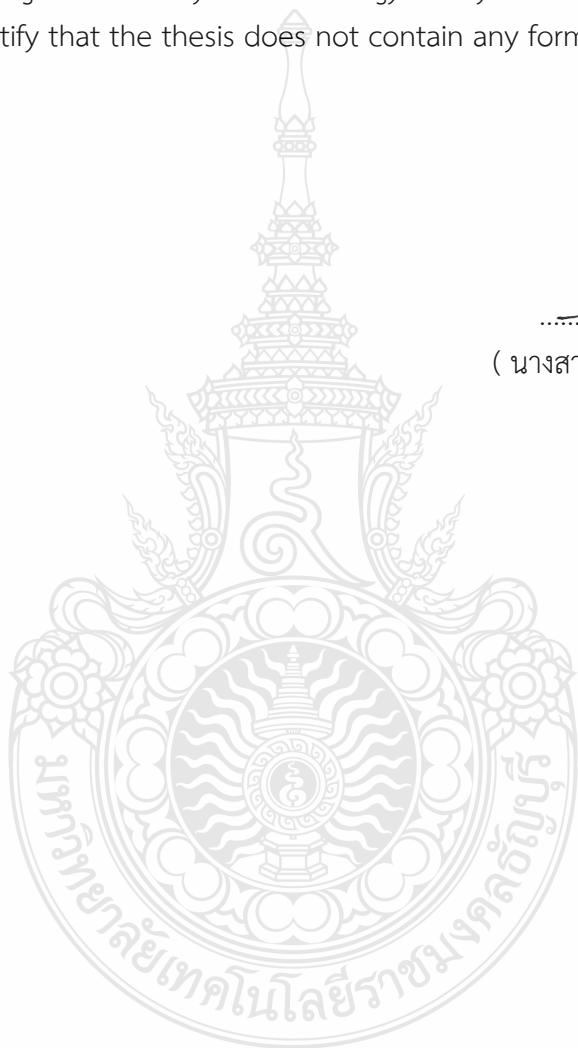 tify that the thesis does not contain any form
( นางสา
มหาวิทยาลัยเทคโนโลยีราชมงคลธัญบุรี